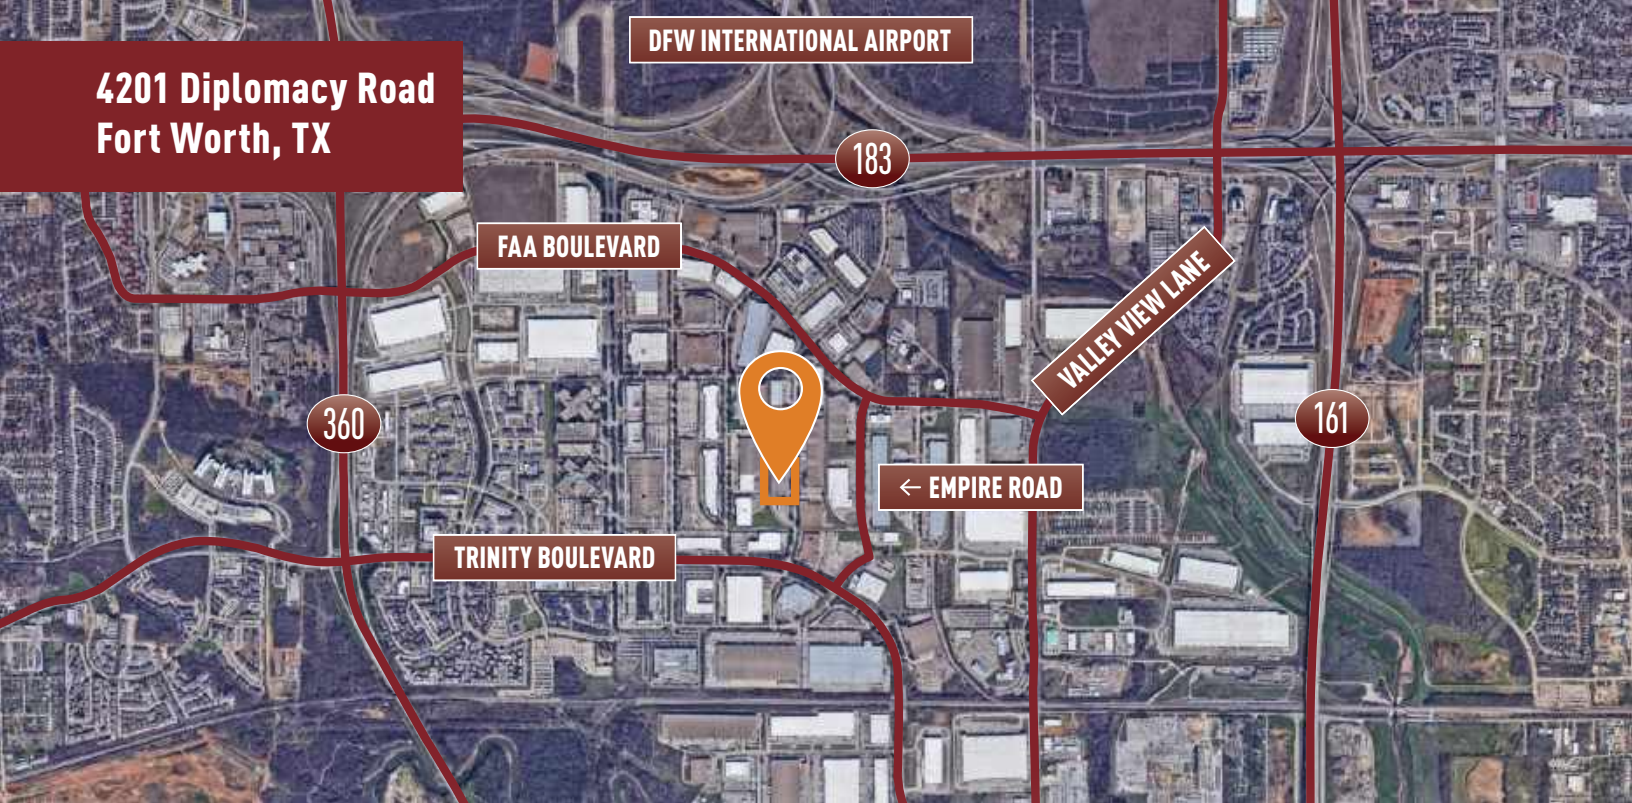 DFW INTERNATIONAL AIRPORT
4201 Diplomacy Road
Fort Worth, TX
183
FAA BOULEVARD
VALLEY VIEW LANE
360
161
← EMPIRE ROAD
TRINITY BOULEVARD